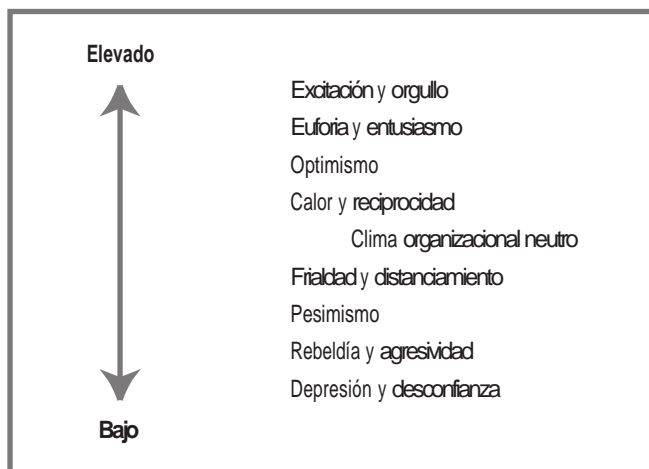 Elevado
Excitación y orgullo
Euforia y entusiasmo
Optimismo
Calor y reciprocidad
Clima organizacional neutro
Frialdad y distanciamiento
Pesimismo
Rebeldía y agresividad
Depresión y desconfianza
Bajo